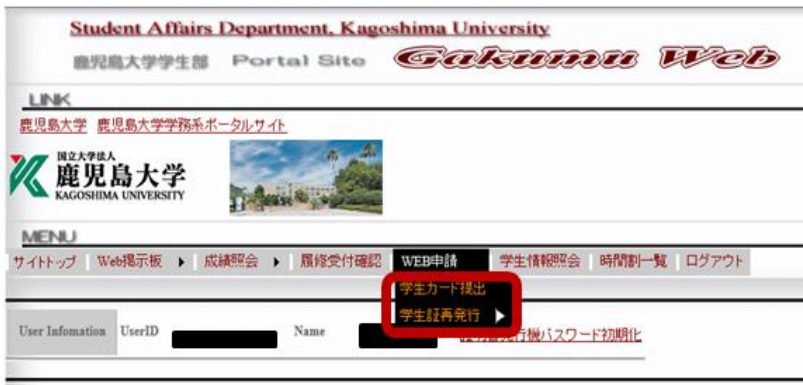 Student Affairs Department, Kagoshima University
鹿児島大学学生部 Portal Site Gakumu Web
LINK
鹿児島大学 鹿児島大学学務系ポータルサイト
国立大学法人
鹿児島大学
KAGOSHIMA UNIVERSITY
MENU
サイトトップ Web掲示板 ▶ 成績照会 ▶ 履修受付確認 WEB申請 学生情報照会 時間割一覧 ログアウト
学生カード提出
学生証再発行 ▶
User Infomation UserID Name 発行機パスワード初期化